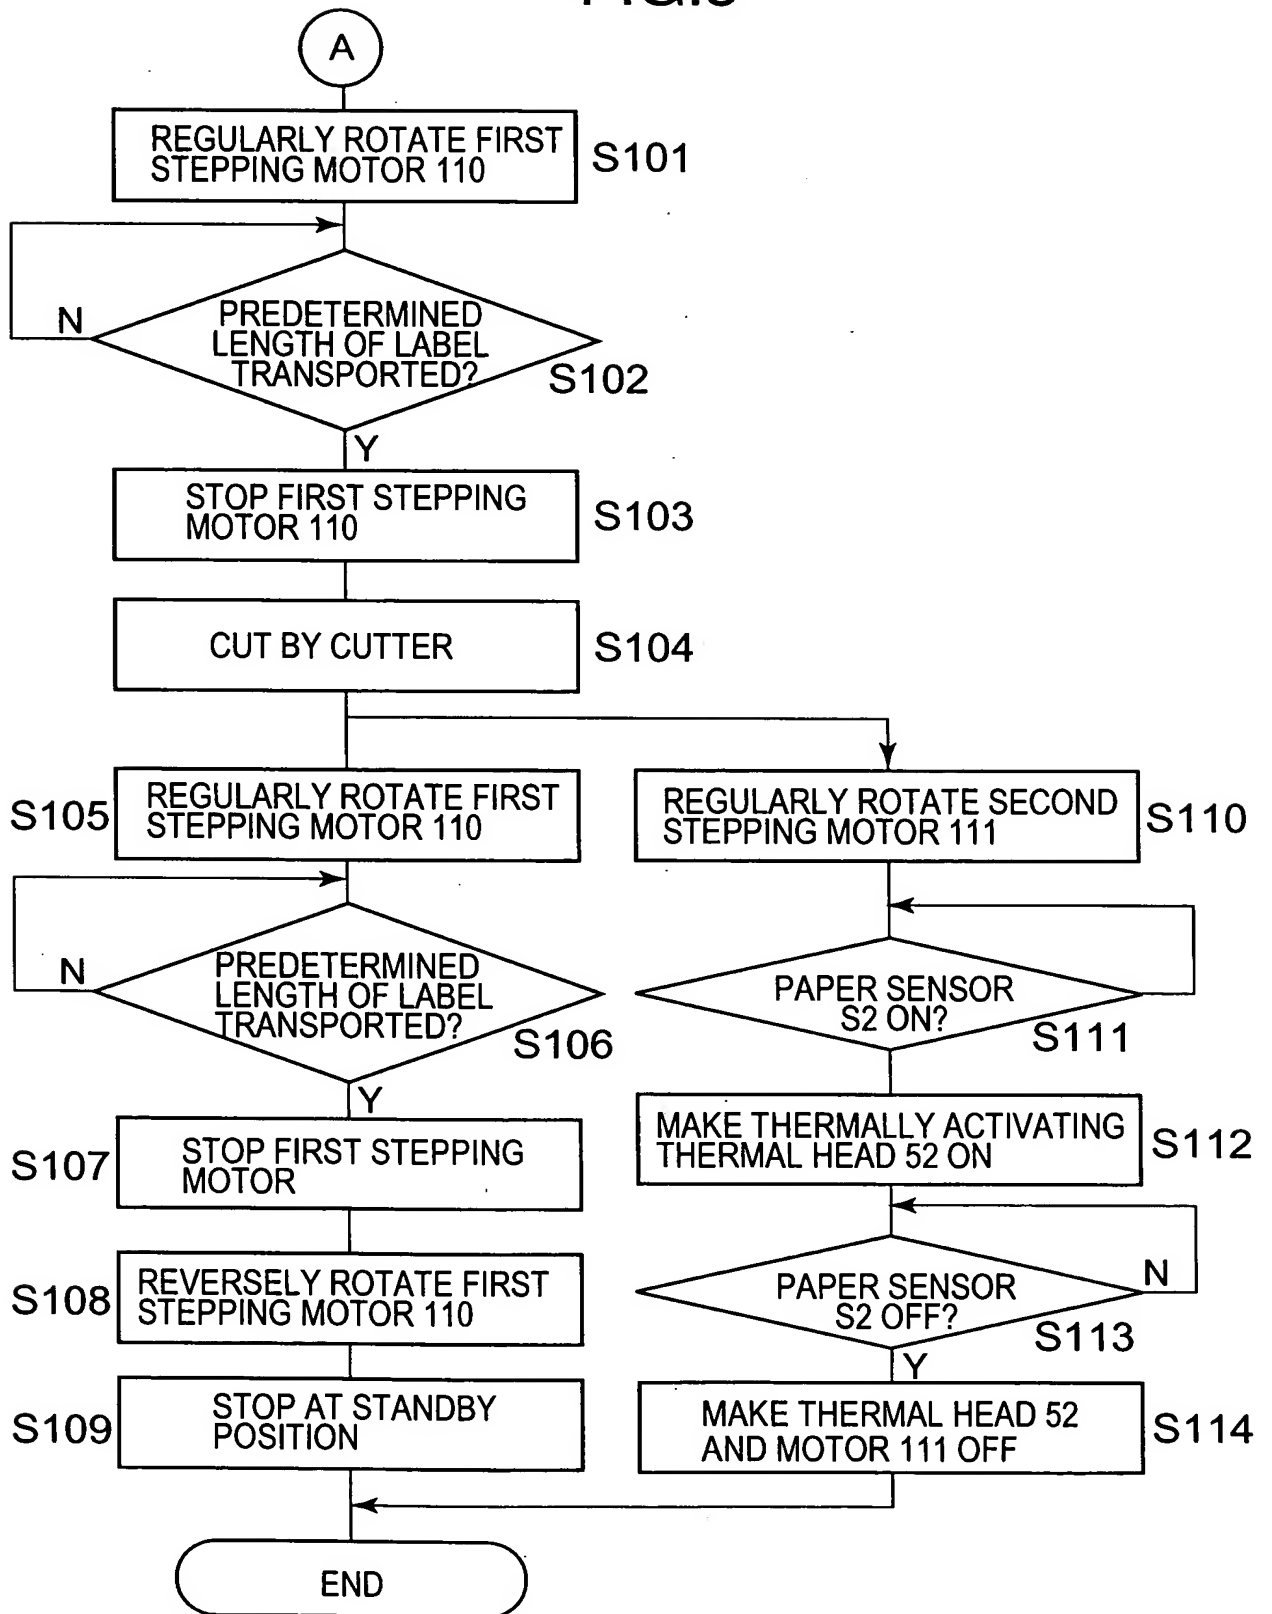 A
REGULARLY ROTATE FIRST
STEPPING MOTOR 110
S101
N
PREDETERMINED
LENGTH OF LABEL
TRANSPORTED?
S102
Y
STOP FIRST STEPPING
MOTOR 110
S103
CUT BY CUTTER
S104
S105
REGULARLY ROTATE FIRST
STEPPING MOTOR 110
N
PREDETERMINED
LENGTH OF LABEL
TRANSPORTED?
S106
Y
S107
STOP FIRST STEPPING
MOTOR
S108
REVERSELY ROTATE FIRST
STEPPING MOTOR 110
S109
STOP AT STANDBY
POSITION
REGULARLY ROTATE SECOND
STEPPING MOTOR 111
S110
PAPER SENSOR
S2 ON?
S111
MAKE THERMALLY ACTIVATING
THERMAL HEAD 52 ON
S112
PAPER SENSOR
S2 OFF?
N
S113
Y
MAKE THERMAL HEAD 52
AND MOTOR 111 OFF
S114
END